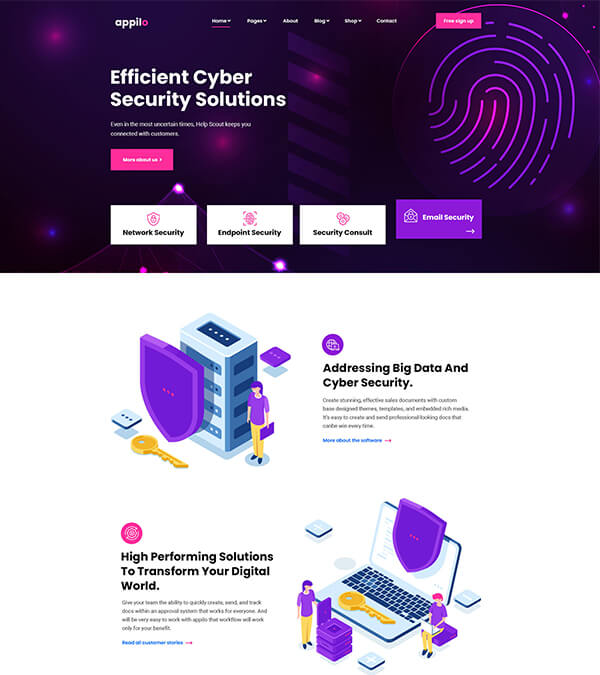 appilo
Home Pages About Blog Shop Contact
Free sign up
Efficient Cyber
Security Solutions
Even in the most uncertain times, Help Scout keeps you
connected with customers.
More about us >
Network Security
Endpoint Security
Security Consult
Email Security
Addressing Big Data And
Cyber Security.
Create stunning, effective sales documents with custom
base designed themes, templates, and embedded rich media.
It's easy to create and send professional-looking docs that
canbe win every time.
More about the software
High Performing Solutions
To Transform Your Digital
World.
Give your team the ability to quickly create, send, and track
docs within an approval system that works for everyone. And
will be very easy to work with appilo that workflow will work
only for your benefit.
Read all customer stories